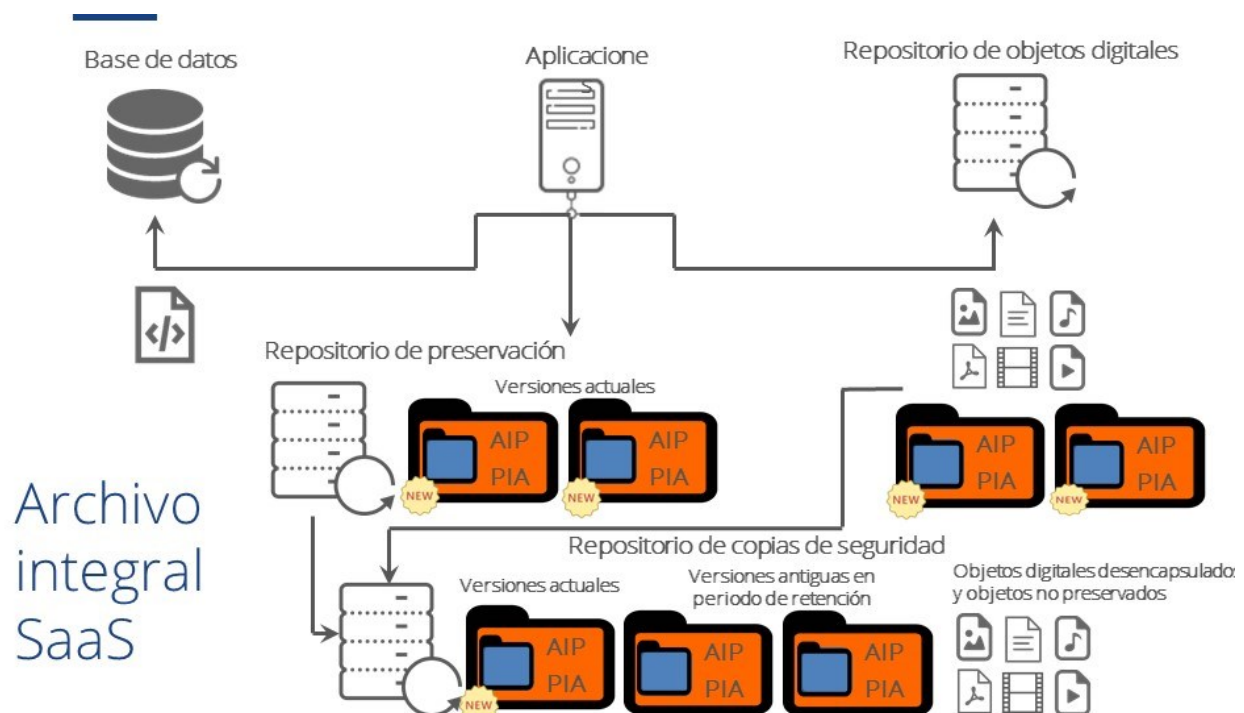 Base de datos
Aplicacione
s
Repositorio de objetos digitales
</>
Repositorio de preservación
Versiones actuales
AIP
PIA
NEW
AIP
PIA
NEW
AIP
PIA
NEW
AIP
PIA
NEW
Archivo
integral
SaaS
Repositorio de copias de seguridad
Versiones actuales
Versiones antiguas en
periodo de retención
Objetos digitales desencapsulados
y objetos no preservados
AIP
PIA
NEW
AIP
PIA
AIP
PIA